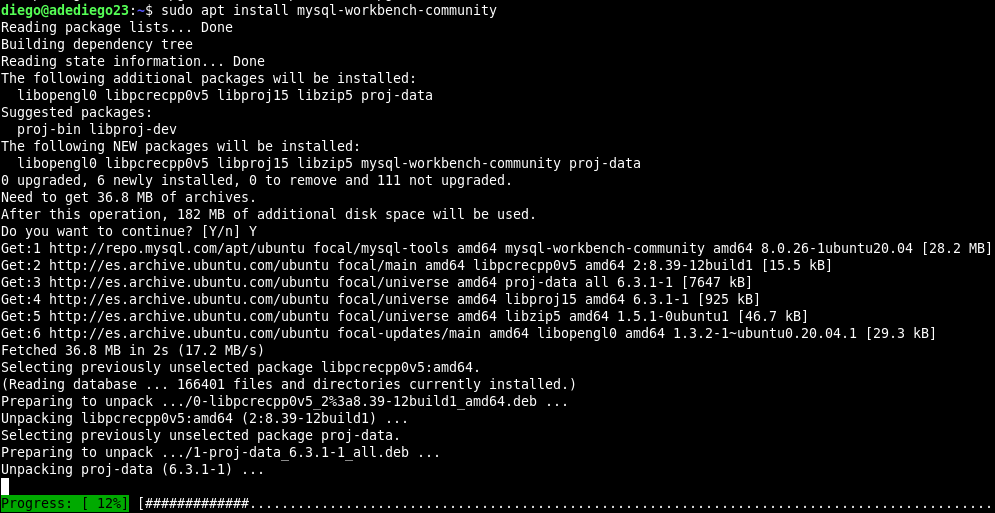 diego@adediego23:~$ sudo apt install mysql-workbench-community
Reading package lists... Done
Building dependency tree
Reading state information... Done
The following additional packages will be installed:
  libopengl0 libpcrecpp0v5 libproj15 libzip5 proj-data
Suggested packages:
  proj-bin libproj-dev
The following NEW packages will be installed:
  libopengl0 libpcrecpp0v5 libproj15 libzip5 mysql-workbench-community proj-data
0 upgraded, 6 newly installed, 0 to remove and 111 not upgraded.
Need to get 36.8 MB of archives.
After this operation, 182 MB of additional disk space will be used.
Do you want to continue? [Y/n] Y
Get:1 http://repo.mysql.com/apt/ubuntu focal/mysql-tools amd64 mysql-workbench-community amd64 8.0.26-1ubuntu20.04 [28.2 MB]
Get:2 http://es.archive.ubuntu.com/ubuntu focal/main amd64 libpcrecpp0v5 amd64 2:8.39-12build1 [15.5 kB]
Get:3 http://es.archive.ubuntu.com/ubuntu focal/universe amd64 proj-data all 6.3.1-1 [7647 kB]
Get:4 http://es.archive.ubuntu.com/ubuntu focal/universe amd64 libproj15 amd64 6.3.1-1 [925 kB]
Get:5 http://es.archive.ubuntu.com/ubuntu focal/universe amd64 libzip5 amd64 1.5.1-0ubuntu1 [46.7 kB]
Get:6 http://es.archive.ubuntu.com/ubuntu focal-updates/main amd64 libopengl0 amd64 1.3.2-1~ubuntu0.20.04.1 [29.3 kB]
Fetched 36.8 MB in 2s (17.2 MB/s)
Selecting previously unselected package libpcrecpp0v5:amd64.
(Reading database ... 166401 files and directories currently installed.)
Preparing to unpack .../0-libpcrecpp0v5_2%3a8.39-12build1_amd64.deb ...
Unpacking libpcrecpp0v5:amd64 (2:8.39-12build1) ...
Selecting previously unselected package proj-data.
Preparing to unpack .../1-proj-data_6.3.1-1_all.deb ...
Unpacking proj-data (6.3.1-1) ...
Progress: [ 12%] [#############.............................................................................................